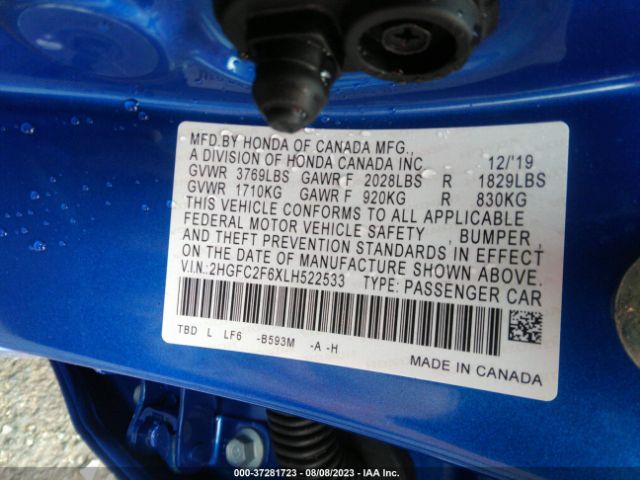 MFD.BY HONDA OF CANADA MFG.,
A DIVISION OF HONDA CANADA INC. 12/'19
GVWR 3769LBS GAWR F 2028LBS R 1829LBS
GVWR 1710KG GAWR F 920KG R 830KG
THIS VEHICLE CONFORMS TO ALL APPLICABLE
FEDERAL MOTOR VEHICLE SAFETY , BUMPER ,
AND THEFT PREVENTION STANDARDS IN EFFECT
ON THE DATE OF MANUFACTURE SHOWN ABOVE.
V.I.N.:2HGFC2F6XLH522533 TYPE: PASSENGER CAR
TBD L LF6 -B593M -A -H
MADE IN CANADA
000-37281723 - 08/08/2023 - IAA Inc.